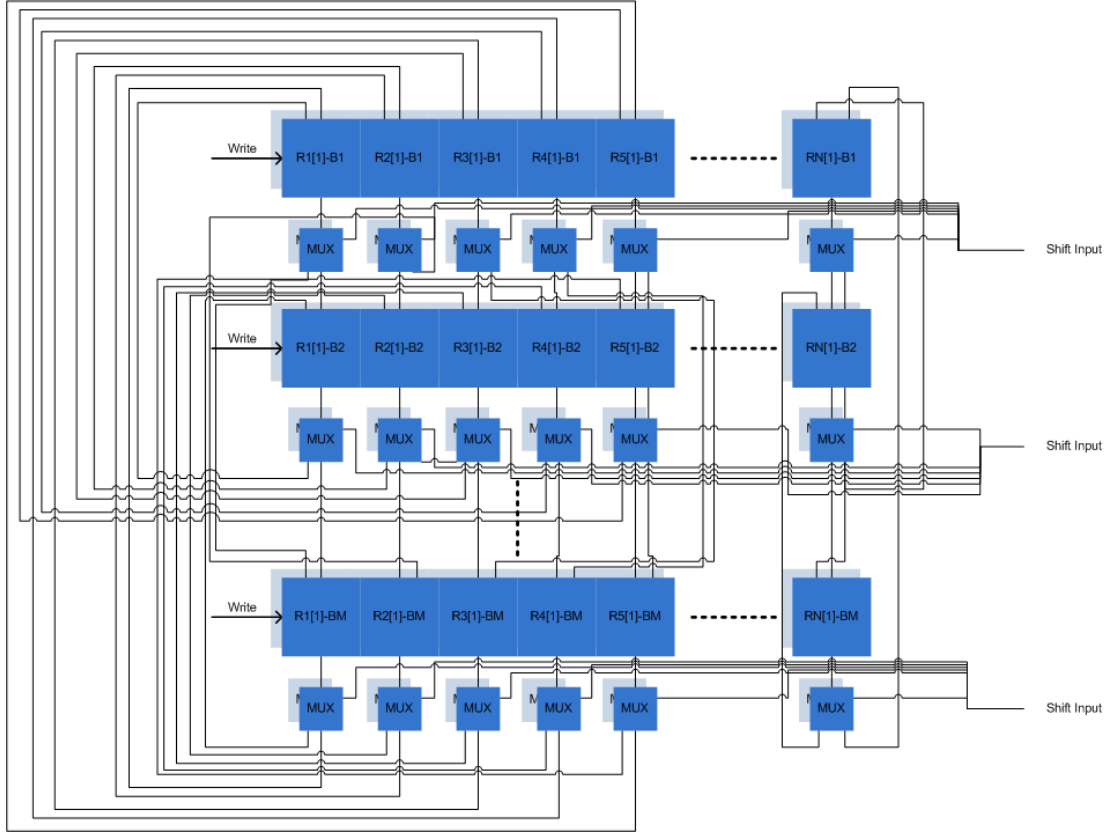 Write
R1[1]-B1 R2[1]-B1 R3[1]-B1 R4[1]-B1 R5[1]-B1 RN[1]-B1
M M M M M M
MUX MUX MUX MUX MUX MUX
Shift Input
Write
R1[1]-B2 R2[1]-B2 R3[1]-B2 R4[1]-B2 R5[1]-B2 RN[1]-B2
M M M M M M
MUX MUX MUX MUX MUX MUX
Shift Input
Write
R1[1]-BM R2[1]-BM R3[1]-BM R4[1]-BM R5[1]-BM RN[1]-BM
M M M M M M
MUX MUX MUX MUX MUX MUX
Shift Input